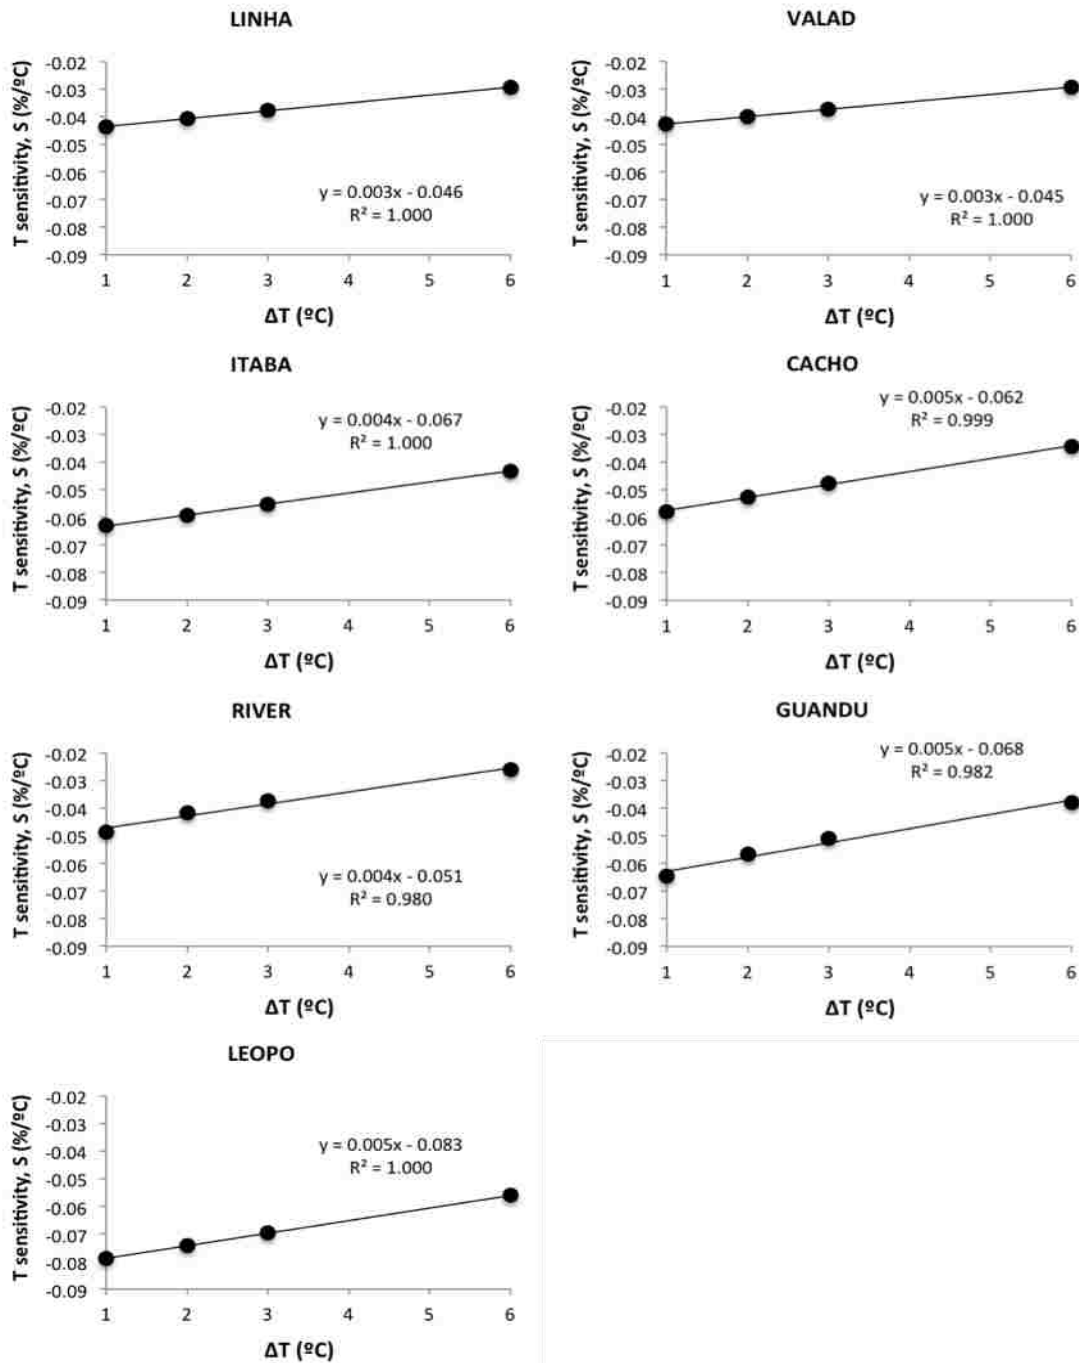 LINHA
T sensitivity, S (%/ºC)
-0.02
-0.03
-0.04
-0.05
-0.06
-0.07
-0.08
-0.09
y = 0.003x - 0.046
R² = 1.000
1 2 3 4 5 6
ΔT (ºC)
VALAD
T sensitivity, S (%/ºC)
-0.02
-0.03
-0.04
-0.05
-0.06
-0.07
-0.08
-0.09
y = 0.003x - 0.045
R² = 1.000
1 2 3 4 5 6
ΔT (ºC)
ITABA
T sensitivity, S (%/ºC)
-0.02
-0.03
-0.04
-0.05
-0.06
-0.07
-0.08
-0.09
y = 0.004x - 0.067
R² = 1.000
1 2 3 4 5 6
ΔT (ºC)
CACHO
T sensitivity, S (%/ºC)
-0.02
-0.03
-0.04
-0.05
-0.06
-0.07
-0.08
-0.09
y = 0.005x - 0.062
R² = 0.999
1 2 3 4 5 6
ΔT (ºC)
RIVER
T sensitivity, S (%/ºC)
-0.02
-0.03
-0.04
-0.05
-0.06
-0.07
-0.08
-0.09
y = 0.004x - 0.051
R² = 0.980
1 2 3 4 5 6
ΔT (ºC)
GUANDU
T sensitivity, S (%/ºC)
-0.02
-0.03
-0.04
-0.05
-0.06
-0.07
-0.08
-0.09
y = 0.005x - 0.068
R² = 0.982
1 2 3 4 5 6
ΔT (ºC)
LEOPO
T sensitivity, S (%/ºC)
-0.02
-0.03
-0.04
-0.05
-0.06
-0.07
-0.08
-0.09
y = 0.005x - 0.083
R² = 1.000
1 2 3 4 5 6
ΔT (ºC)